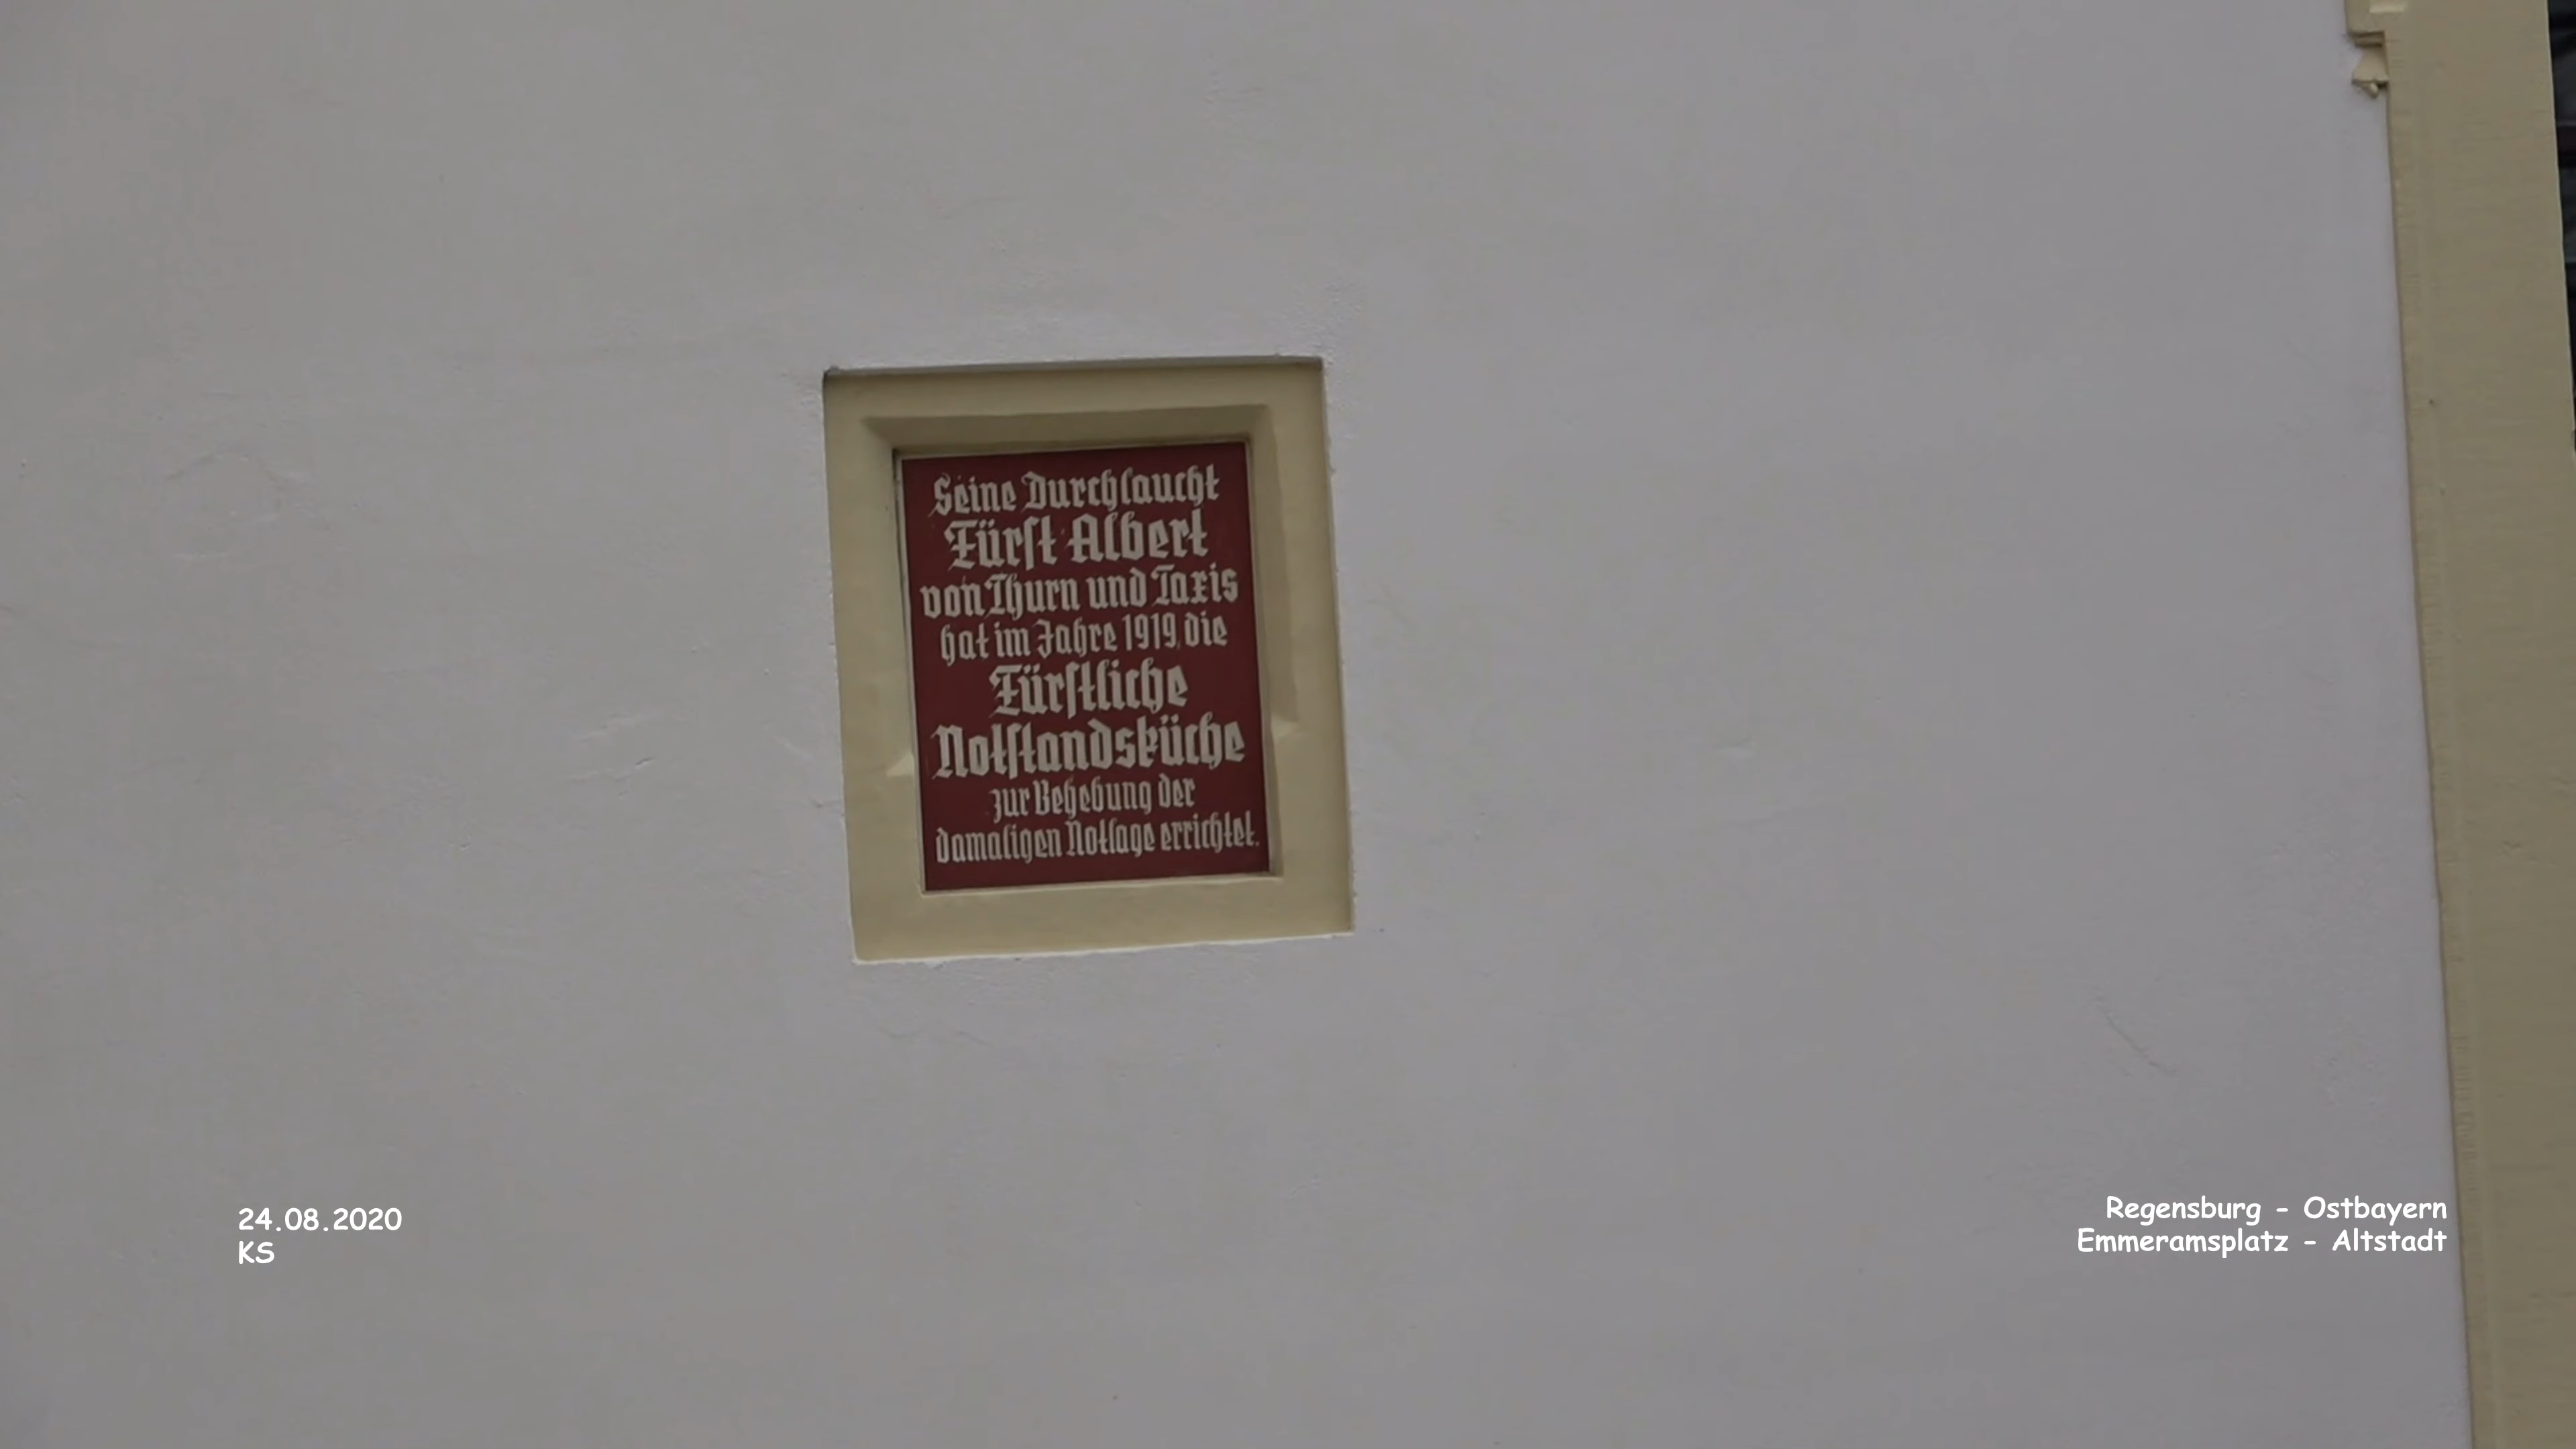 Seine Durchlaucht
Fürst Albert
von Thurn und Taxis
hat im Jahre 1919 die
Fürstliche
Notstandsküche
zur Behebung der
damaligen Notlage errichtet.
24.08.2020
KS
Regensburg - Ostbayern
Emmeramsplatz - Altstadt